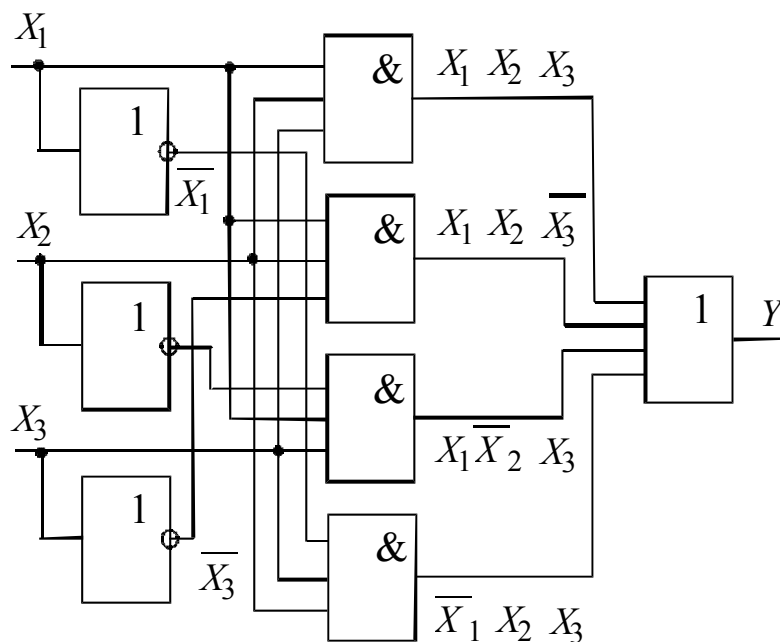 X₁
&
X₁ X₂ X₃
1
X̅₁
X₂
&
X₁ X₂ X̅₃
1
Y
1
&
X₃
X₁ X̅₂ X₃
1
&
X̅₃
X̅₁ X₂ X₃